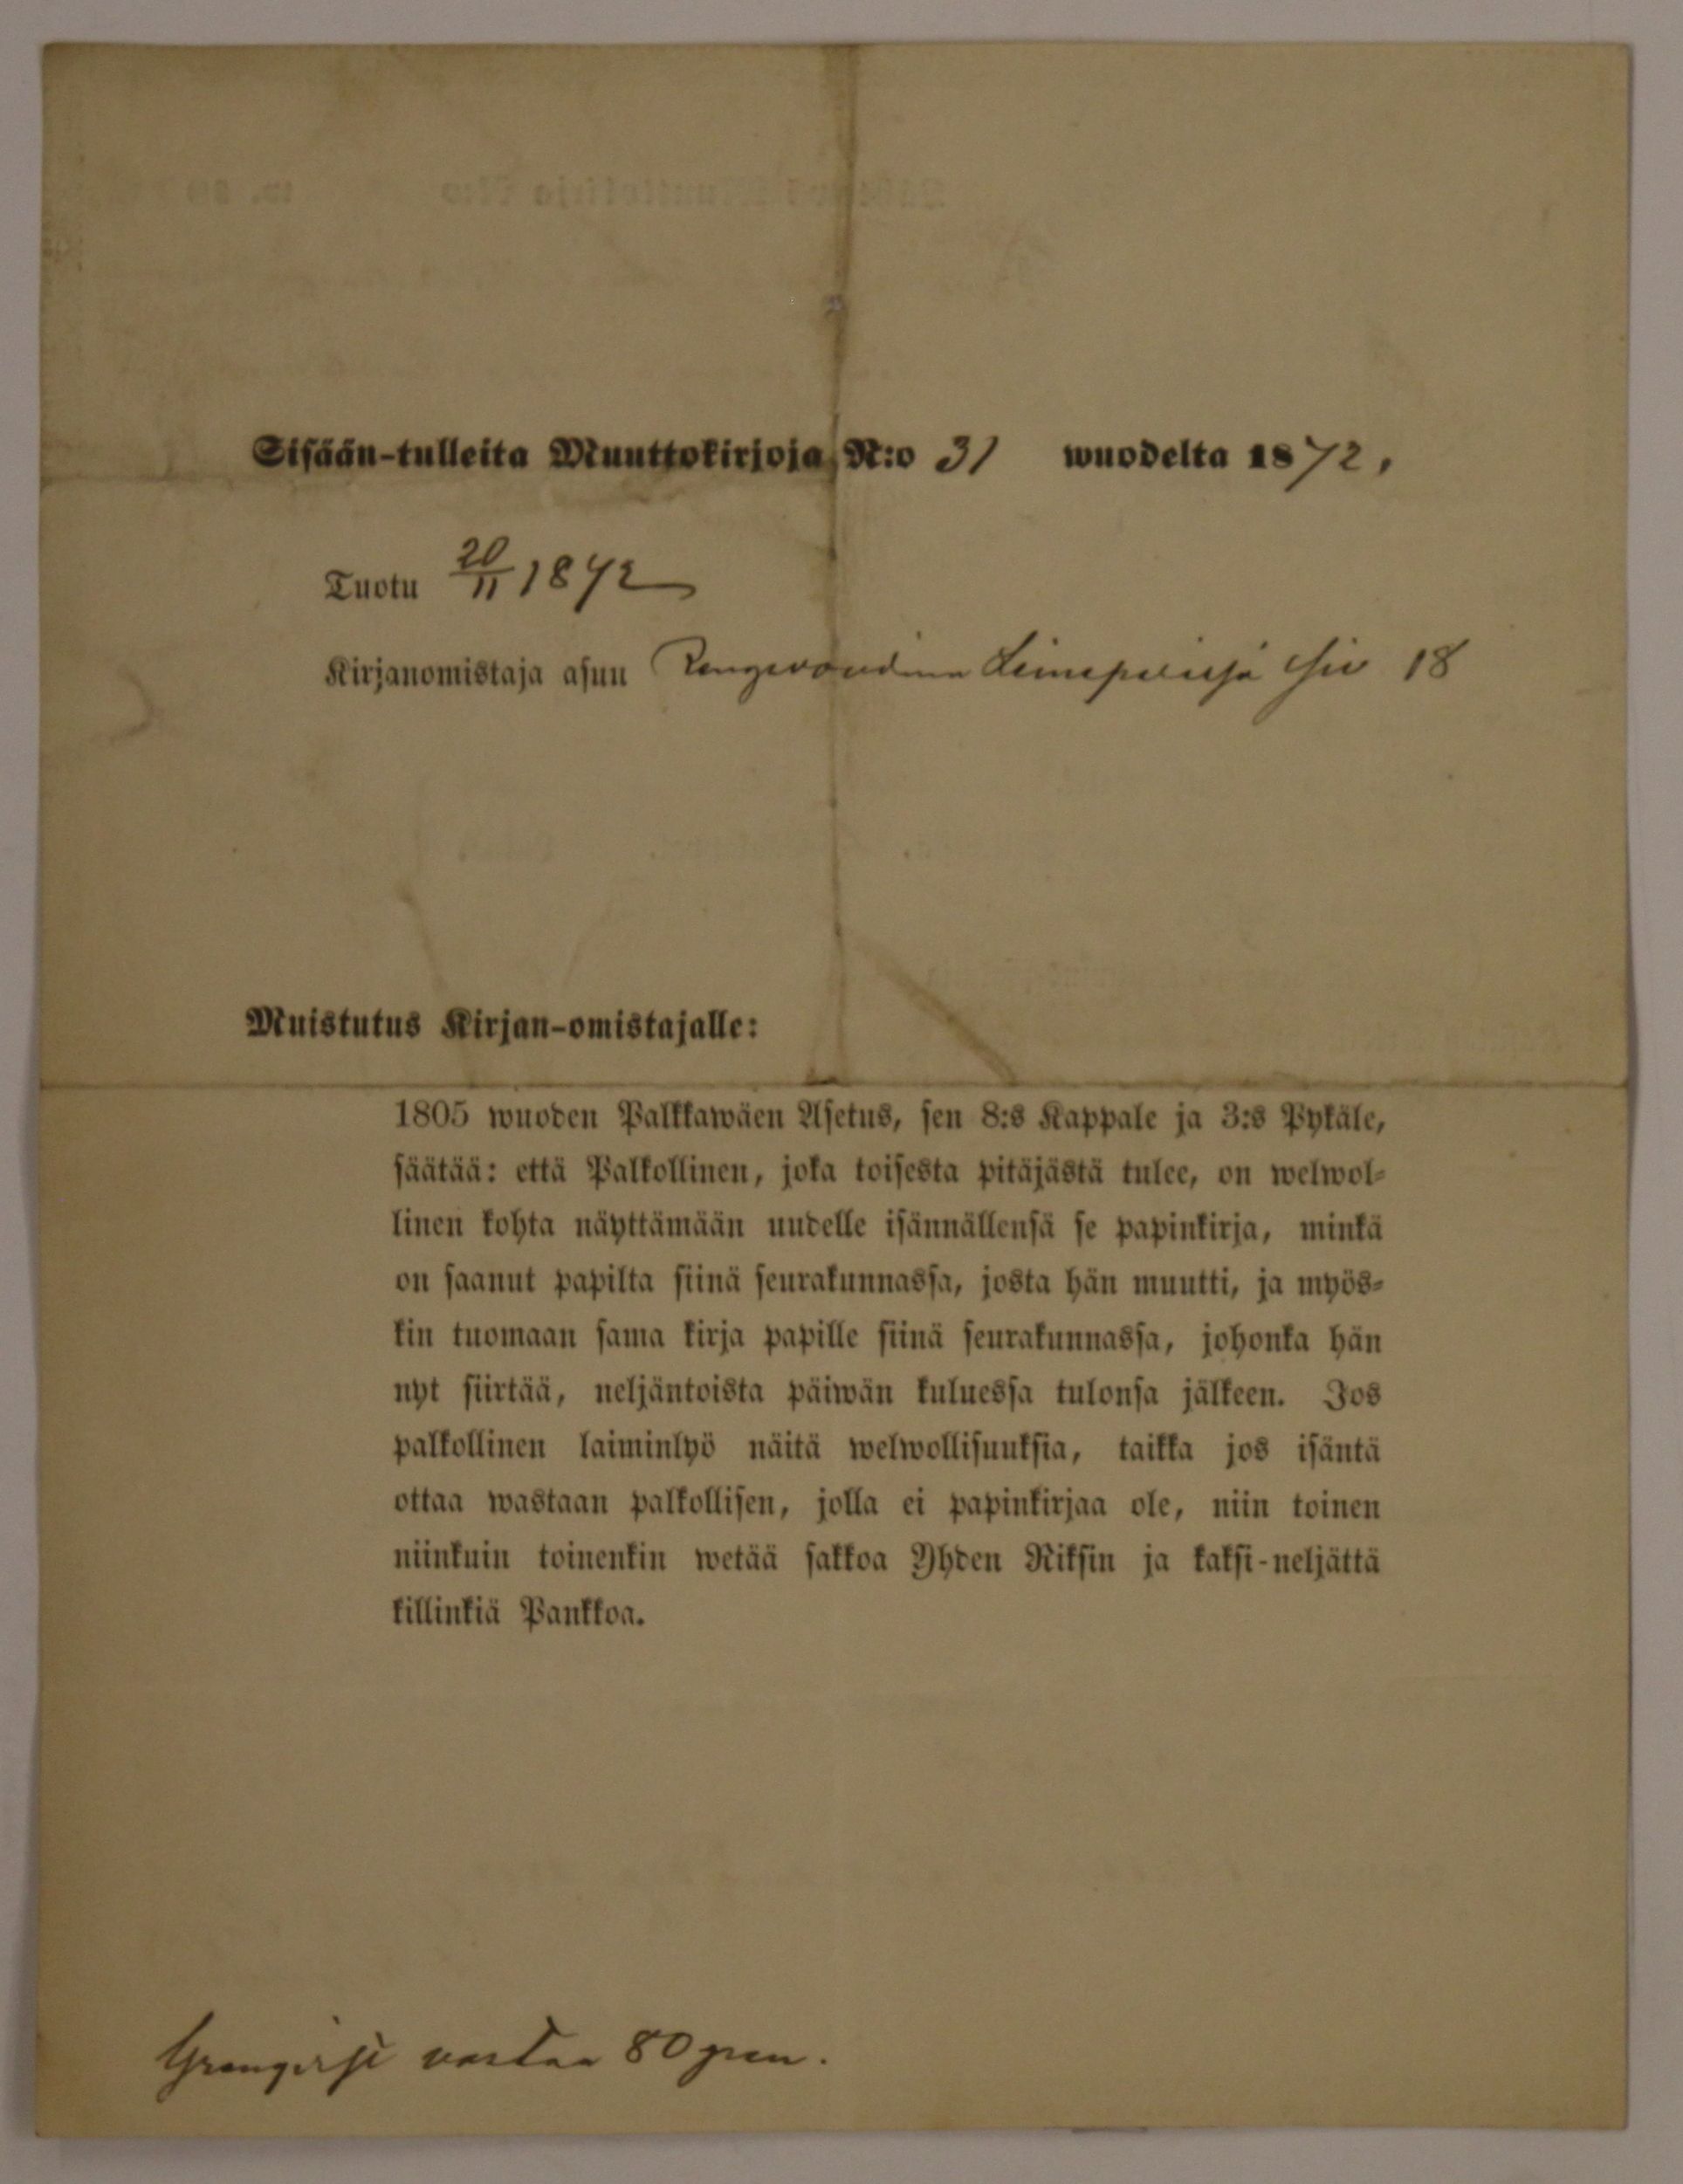 Sisään-tulleita Muuttokirjoja N:o 31 wuodelta 1872,
Tuotu 20/11 1872
Kirjanomistaja asuu siv 18
Muistutus Kirjan-omistajalle:
1805 wuoden Palkkawäen Asetus, sen 8:s Kappale ja 3:s Pykäle,
säätää: että Palkollinen, joka toisesta pitäjästä tulee, on welwol-
linen kohta näyttämään uudelle isännällensä se papinkirja, minkä
on saanut papilta siinä seurakunnassa, josta hän muutti, ja myös-
kin tuomaan sama kirja papille siinä seurakunnassa, johonka hän
nyt siirtää, neljäntoista päiwän kuluessa tulonsa jälkeen. Jos
palkollinen laiminlyö näitä welwollisuuksia, taikka jos isäntä
ottaa wastaan palkollisen, jolla ei papinkirjaa ole, niin toinen
niinkuin toinenkin wetää sakkoa Yhden Riksin ja kaksi-neljättä
killinkiä Pankkoa.
vastaa 80